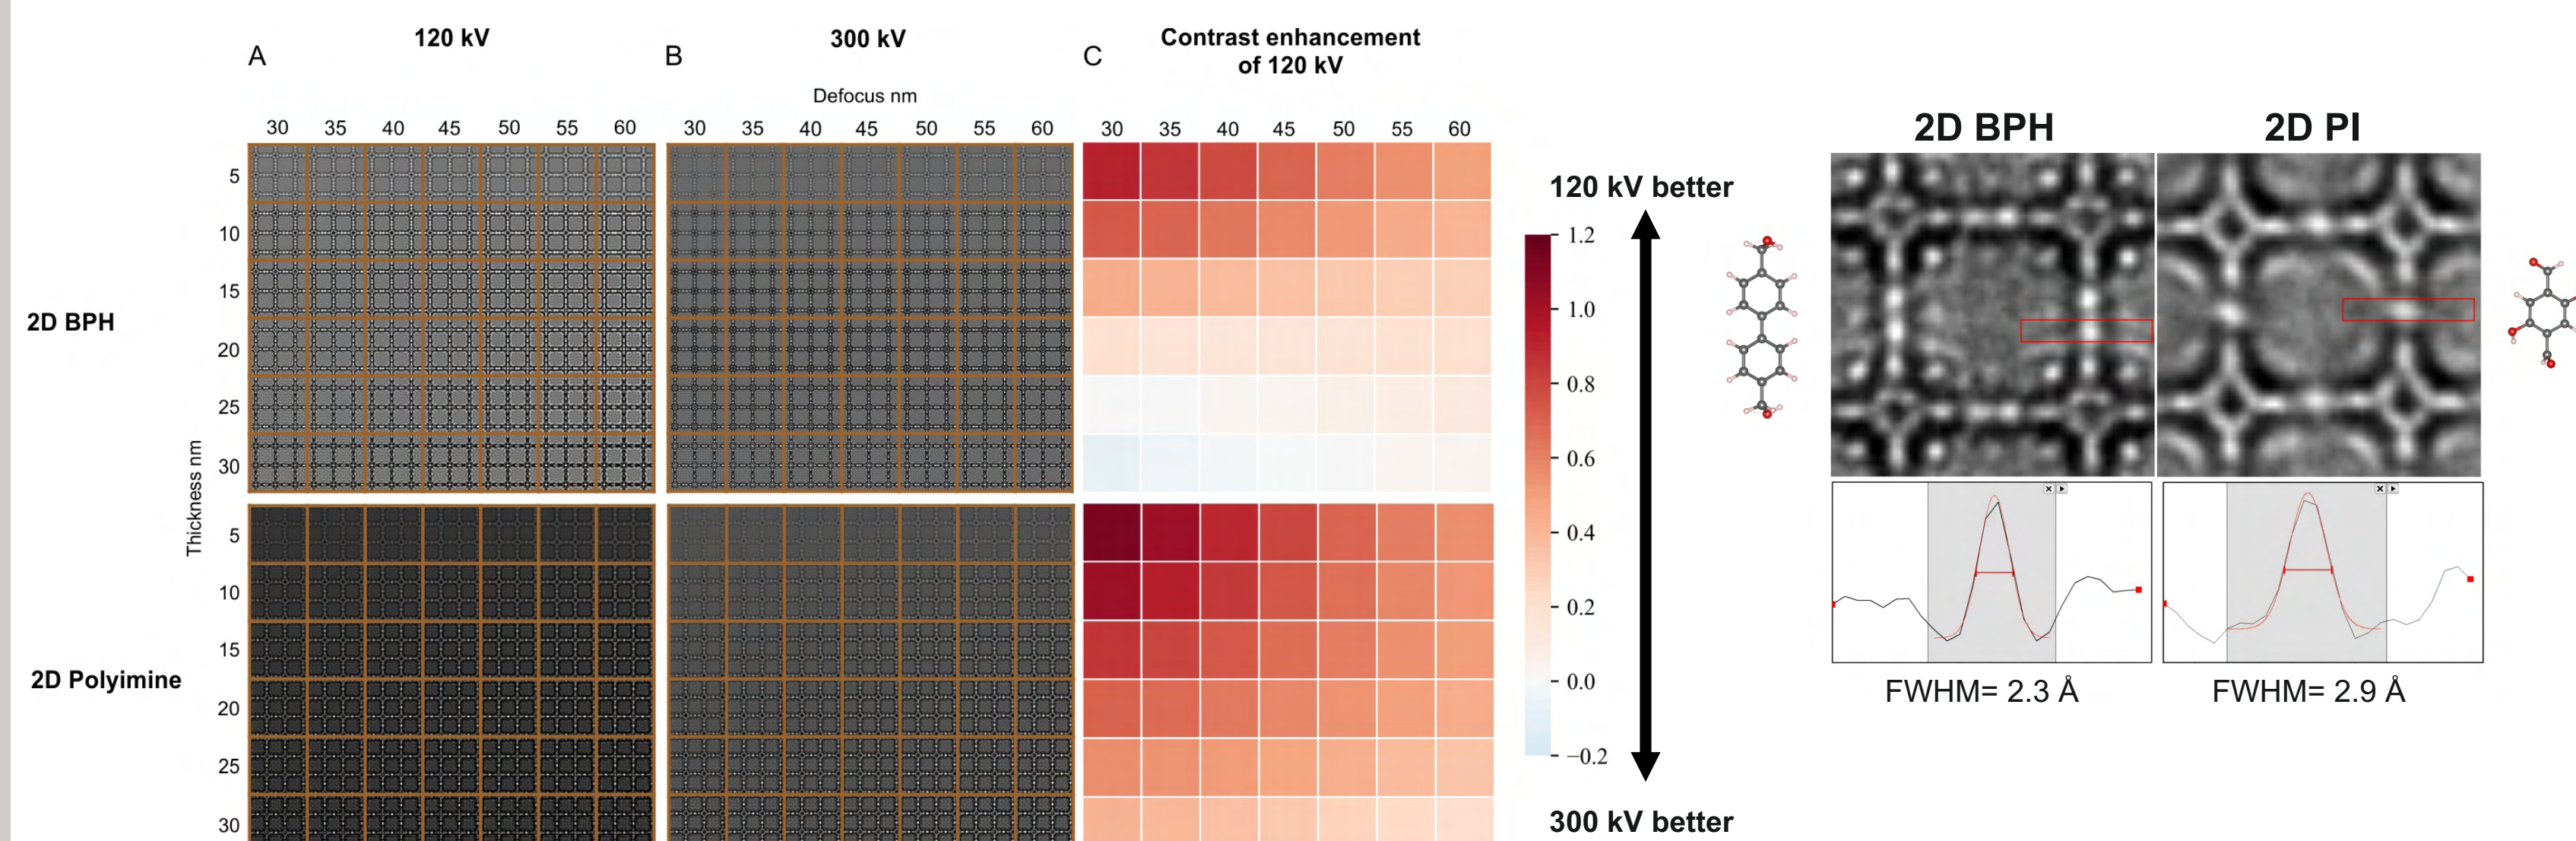 120 kV
300 kV
Contrast enhancement
of 120 kV
A
B
C
Defocus nm
30 35 40 45 50 55 60
30 35 40 45 50 55 60
30 35 40 45 50 55 60
2D BPH
Thickness nm
5
10
15
20
25
30
2D Polyimine
5
10
15
20
25
30
120 kV better
1.2
1.0
0.8
0.6
0.4
0.2
0.0
−0.2
300 kV better
2D BPH
2D PI
FWHM= 2.3 Å
FWHM= 2.9 Å